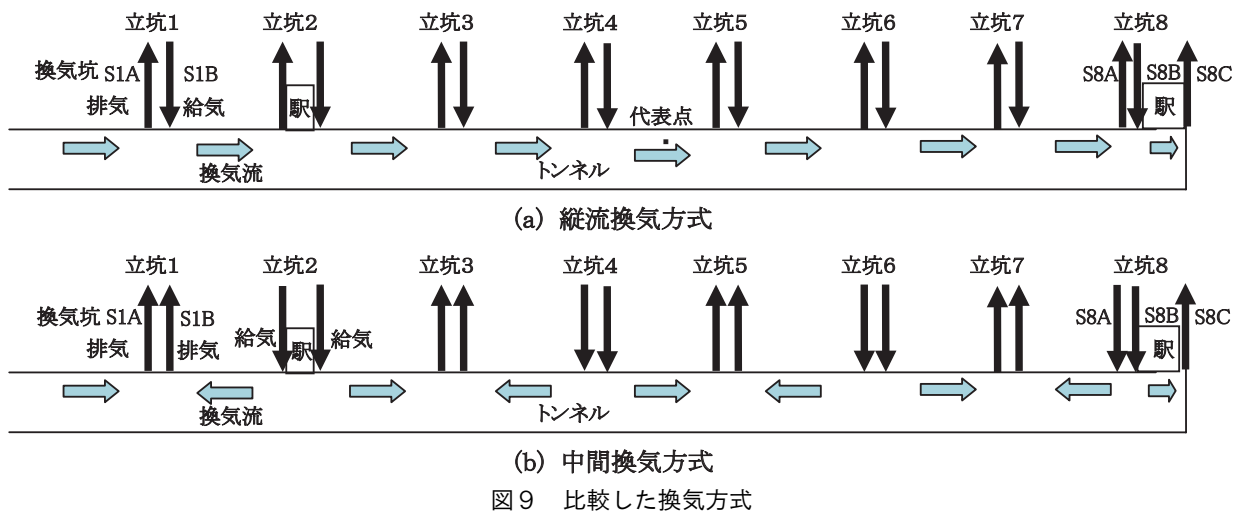 立坑1 立坑2 立坑3 立坑4 立坑5 立坑6 立坑7 立坑8
換気坑 S1A S1B S8A S8B S8C
排気 給気 駅 代表点 駅
換気流 トンネル
(a) 縦流換気方式
立坑1 立坑2 立坑3 立坑4 立坑5 立坑6 立坑7 立坑8
換気坑 S1A S1B S8A S8B S8C
排気 排気 給気 駅 給気 駅
換気流 トンネル
(b) 中間換気方式
図9 比較した換気方式